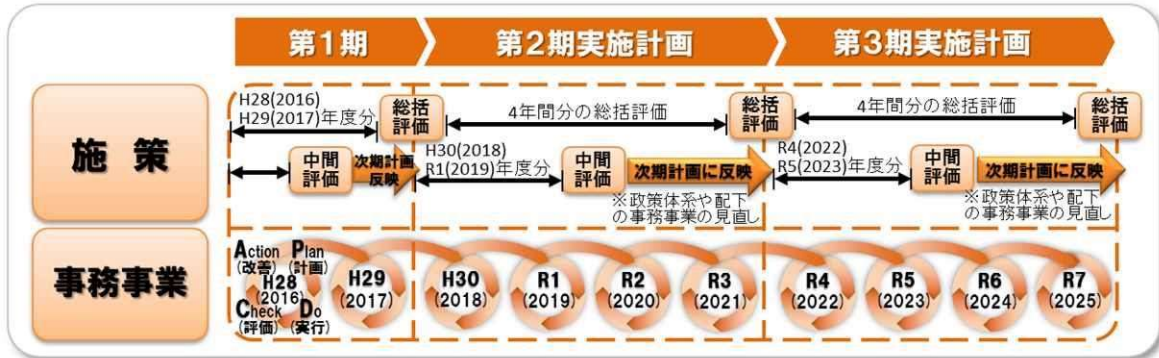 第1期
第2期実施計画
第3期実施計画
施策
H28(2016)
H29(2017)年度分
総括
評価
4年間分の総括評価
総括
評価
4年間分の総括評価
総括
評価
中間
評価
次期計画
反映
H30(2018)
R1(2019)年度分
中間
評価
次期計画に反映
※政策体系や配下
の事務事業の見直し
R4(2022)
R5(2023)年度分
中間
評価
次期計画に反映
※政策体系や配下
の事務事業の見直し
事務事業
Action Plan
(改善) (計画)
H28
(2016)
Check Do
(評価) (実行)
H29
(2017)
H30
(2018)
R1
(2019)
R2
(2020)
R3
(2021)
R4
(2022)
R5
(2023)
R6
(2024)
R7
(2025)